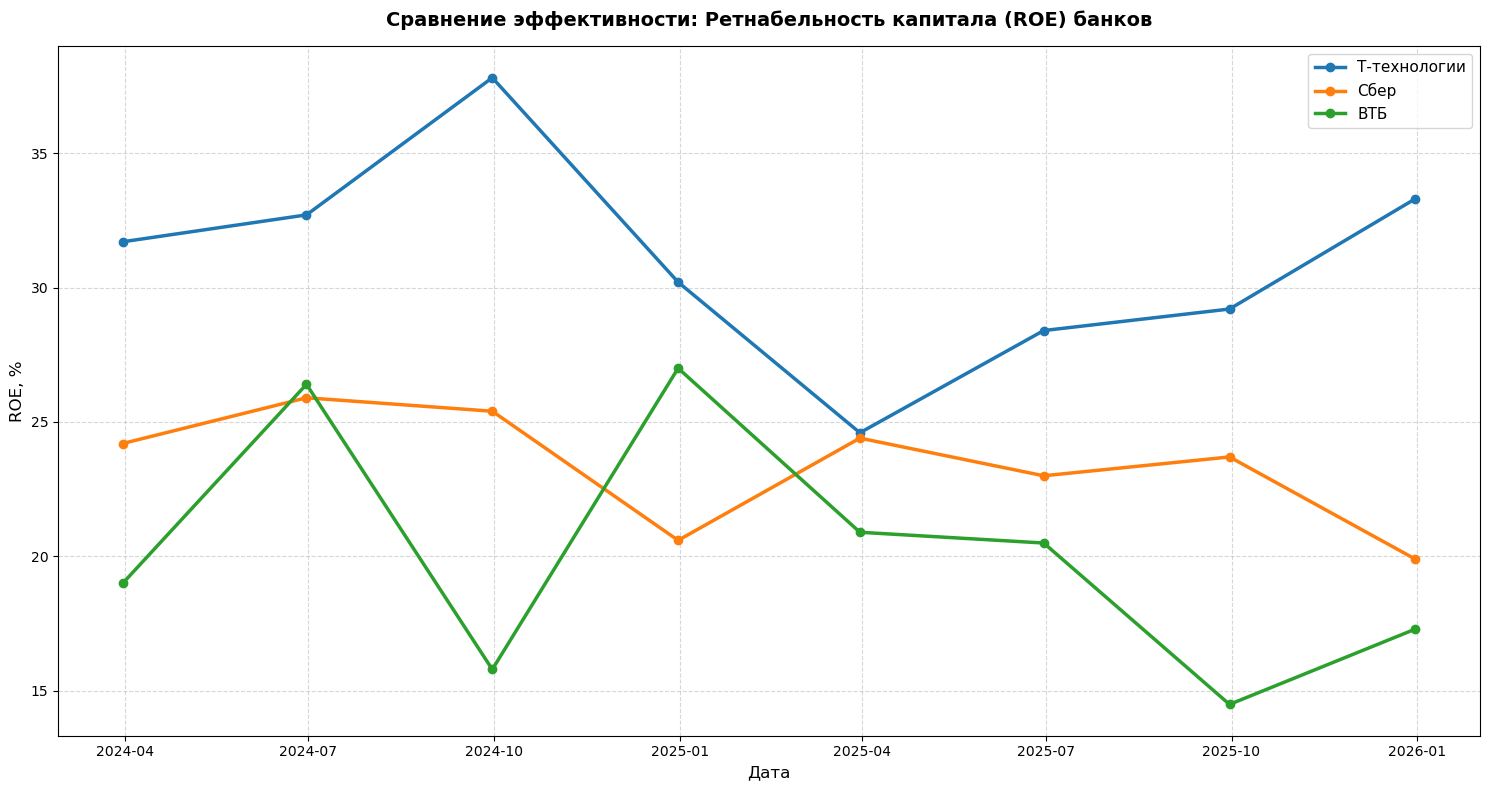 Сравнение эффективности: Ретнабельность капитала (ROE) банков
Т-технологии
Сбер
ВТБ
ROE, %
35
30
25
20
15
2024-04 2024-07 2024-10 2025-01 2025-04 2025-07 2025-10 2026-01
Дата